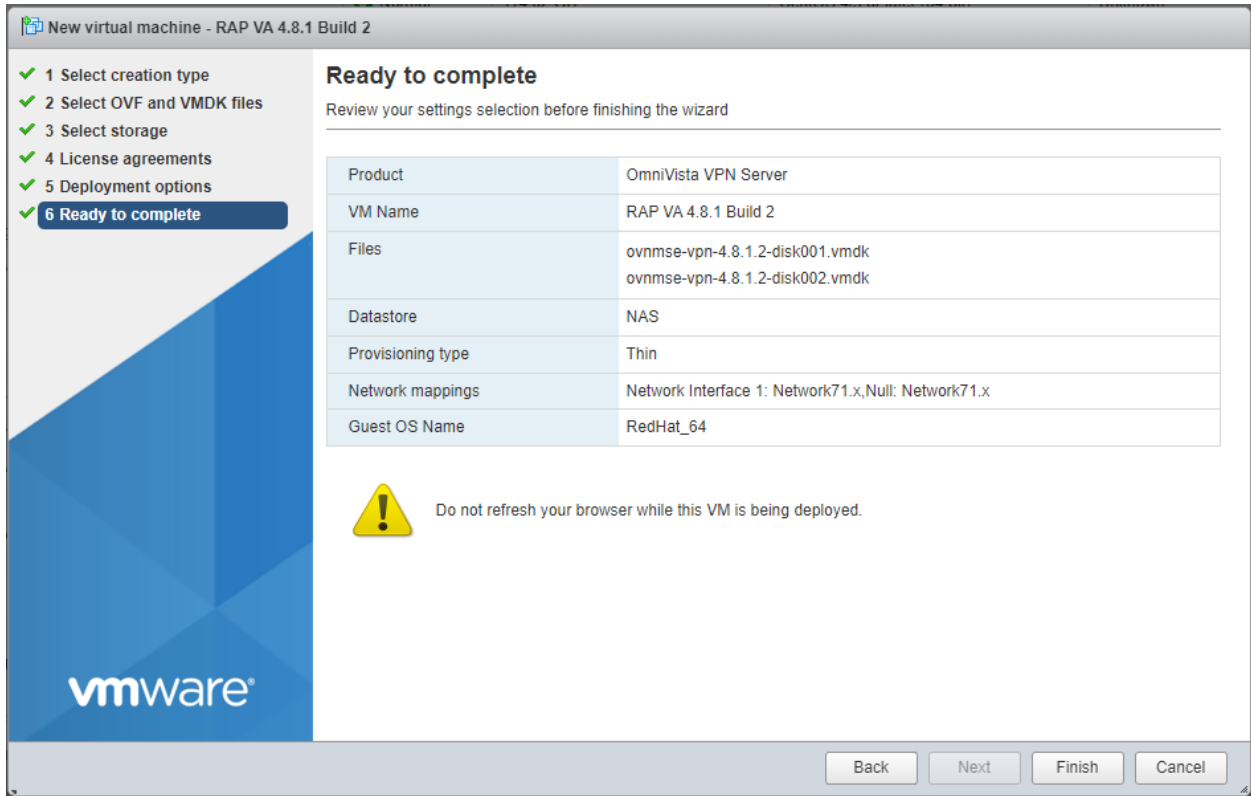 New virtual machine - RAP VA 4.8.1 Build 2
1 Select creation type
2 Select OVF and VMDK files
3 Select storage
4 License agreements
5 Deployment options
6 Ready to complete
Ready to complete
Review your settings selection before finishing the wizard
Product OmniVista VPN Server
VM Name RAP VA 4.8.1 Build 2
Files ovnmse-vpn-4.8.1.2-disk001.vmdk
ovnmse-vpn-4.8.1.2-disk002.vmdk
Datastore NAS
Provisioning type Thin
Network mappings Network Interface 1: Network71.x,Null: Network71.x
Guest OS Name RedHat_64
Do not refresh your browser while this VM is being deployed.
vmware®
Back Next Finish Cancel